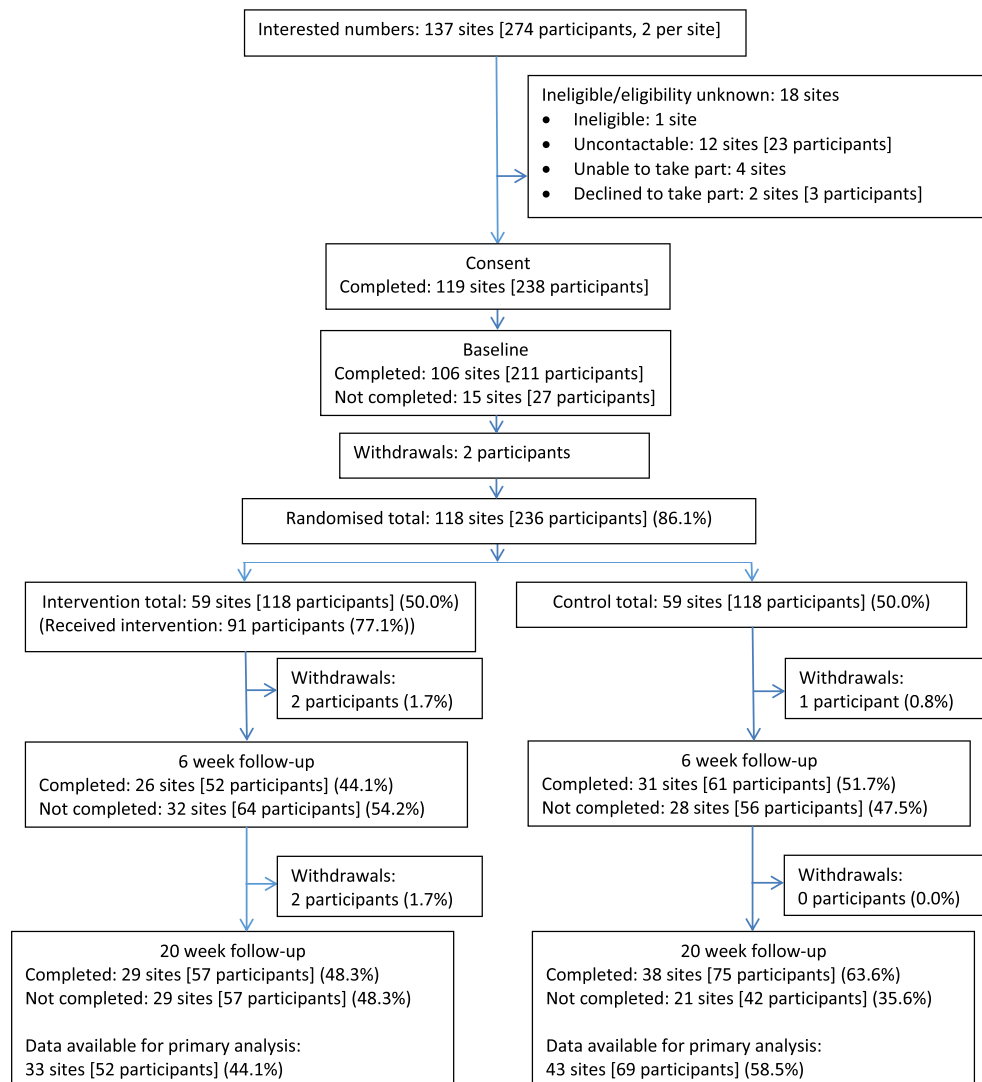 Interested numbers: 137 sites [274 participants, 2 per site]
Ineligible/eligibility unknown: 18 sites
• Ineligible: 1 site
• Uncontactable: 12 sites [23 participants]
• Unable to take part: 4 sites
• Declined to take part: 2 sites [3 participants]
Consent
Completed: 119 sites [238 participants]
Baseline
Completed: 106 sites [211 participants]
Not completed: 15 sites [27 participants]
Withdrawals: 2 participants
Randomised total: 118 sites [236 participants] (86.1%)
Intervention total: 59 sites [118 participants] (50.0%)
(Received intervention: 91 participants (77.1%))
Control total: 59 sites [118 participants] (50.0%)
Withdrawals:
2 participants (1.7%)
Withdrawals:
1 participant (0.8%)
6 week follow-up
Completed: 26 sites [52 participants] (44.1%)
Not completed: 32 sites [64 participants] (54.2%)
6 week follow-up
Completed: 31 sites [61 participants] (51.7%)
Not completed: 28 sites [56 participants] (47.5%)
Withdrawals:
2 participants (1.7%)
Withdrawals:
0 participants (0.0%)
20 week follow-up
Completed: 29 sites [57 participants] (48.3%)
Not completed: 29 sites [57 participants] (48.3%)
Data available for primary analysis:
33 sites [52 participants] (44.1%)
20 week follow-up
Completed: 38 sites [75 participants] (63.6%)
Not completed: 21 sites [42 participants] (35.6%)
Data available for primary analysis:
43 sites [69 participants] (58.5%)